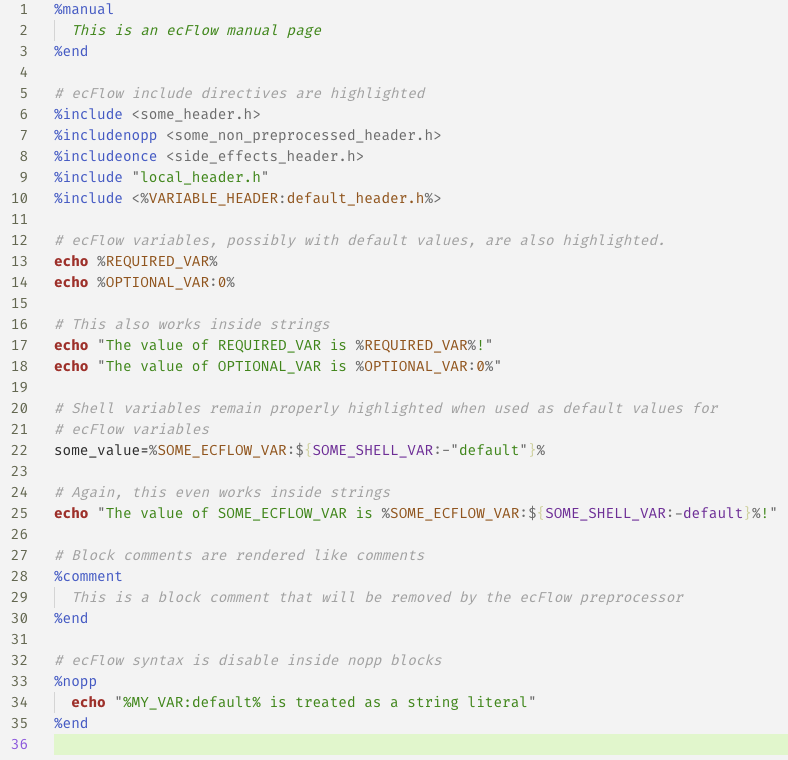 1 %manual
2   This is an ecFlow manual page
3 %end
4
5 # ecFlow include directives are highlighted
6 %include <some_header.h>
7 %includenopp <some_non_preprocessed_header.h>
8 %includeonce <side_effects_header.h>
9 %include "local_header.h"
10 %include <%VARIABLE_HEADER:default_header.h%>
11
12 # ecFlow variables, possibly with default values, are also highlighted.
13 echo %REQUIRED_VAR%
14 echo %OPTIONAL_VAR:0%
15
16 # This also works inside strings
17 echo "The value of REQUIRED_VAR is %REQUIRED_VAR%!"
18 echo "The value of OPTIONAL_VAR is %OPTIONAL_VAR:0%"
19
20 # Shell variables remain properly highlighted when used as default values for
21 # ecFlow variables
22 some_value=%SOME_ECFLOW_VAR:${SOME_SHELL_VAR:-"default"}%
23
24 # Again, this even works inside strings
25 echo "The value of SOME_ECFLOW_VAR is %SOME_ECFLOW_VAR:${SOME_SHELL_VAR:-default}%!"
26
27 # Block comments are rendered like comments
28 %comment
29   This is a block comment that will be removed by the ecFlow preprocessor
30 %end
31
32 # ecFlow syntax is disable inside nopp blocks
33 %nopp
34   echo "%MY_VAR:default% is treated as a string literal"
35 %end
36